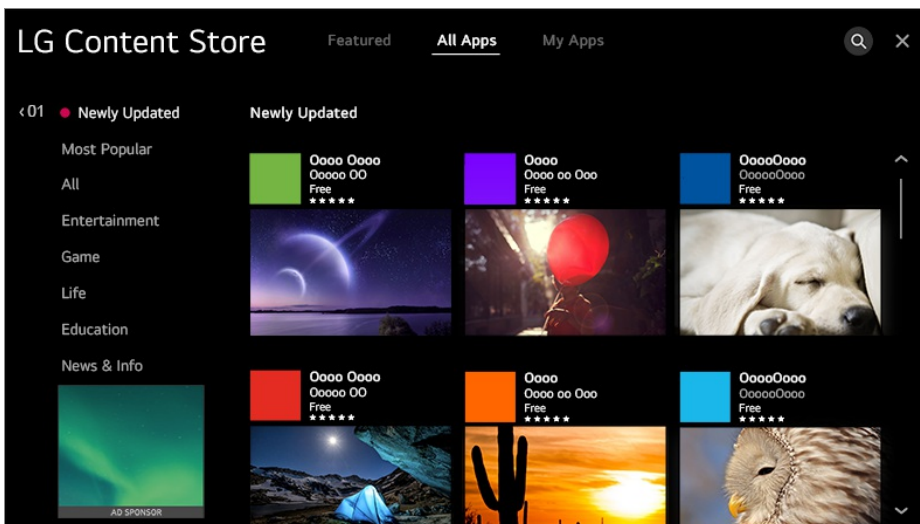 LG Content Store
Featured
All Apps
My Apps
01
Newly Updated
Most Popular
All
Entertainment
Game
Life
Education
News & Info
AD SPONSOR
Newly Updated
Oooo Oooo
Ooooo OO
Free
Oooo
Oooo oo Ooo
Free
OoooOooo
OooooOooo
Free
Oooo Oooo
Ooooo OO
Free
Oooo
Oooo oo Ooo
Free
OoooOooo
OooooOooo
Free